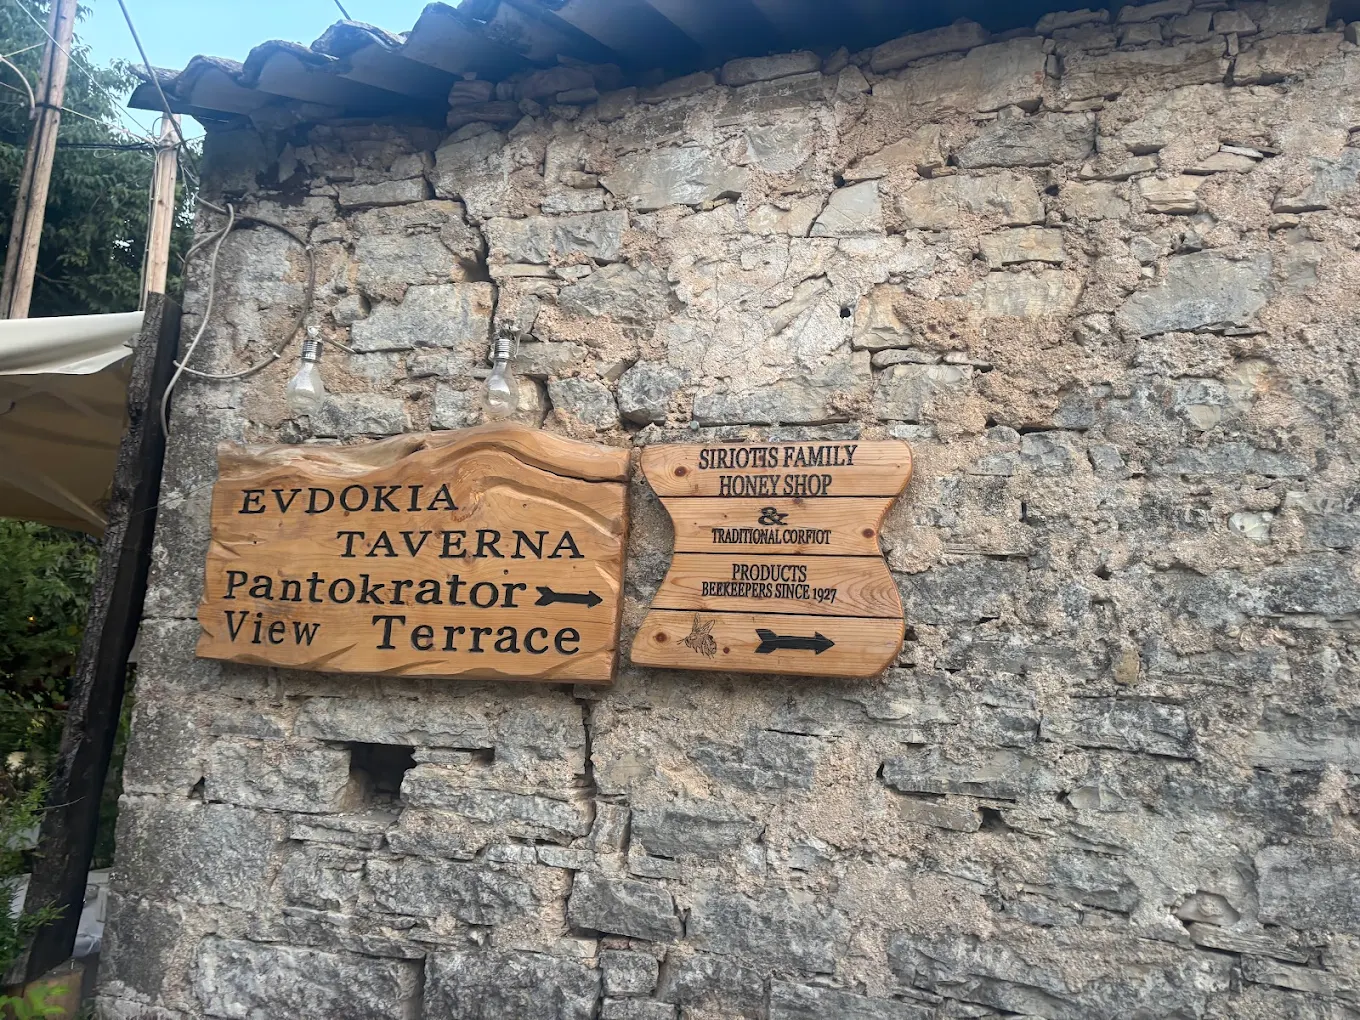 EVDOKIA
TAVERNA
Pantokrator
View Terrace
SIRIOTIS FAMILY
HONEY SHOP
&
TRADITIONAL CORFIOT
PRODUCTS
BEEKEEPERS SINCE 1927